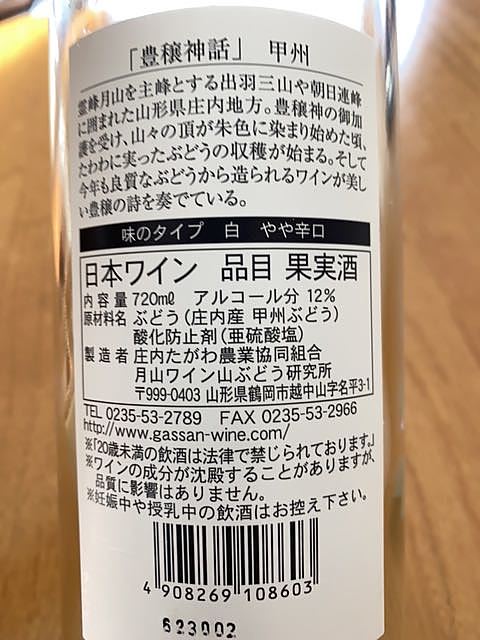 「豊穣神話」 甲州
霊峰月山を主峰とする出羽三山や朝日連峰
に囲まれた山形県庄内地方。豊穣神の御加
護を受け、山々の頂が朱色に染まり始めた頃、
たわわに実ったぶどうの収穫が始まる。そして
今年も良質なぶどうから造られるワインが美し
い豊穣の詩を奏でている。
味のタイプ 白 やや辛口
日本ワイン 品目 果実酒
内容量 720㎖ アルコール分 12%
原材料名 ぶどう(庄内産 甲州ぶどう)
酸化防止剤(亜硫酸塩)
製造者 庄内たがわ農業協同組合
月山ワイン山ぶどう研究所
〒999-0403 山形県鶴岡市越中山字名平3-1
TEL 0235-53-2789 FAX 0235-53-2966
http://www.gassan-wine.com/
※「20歳未満の飲酒は法律で禁じられております。」
※ワインの成分が沈殿することがありますが、
品質に影響はありません。
※妊娠中や授乳中の飲酒はお控え下さい。
4 908269 108603
623002